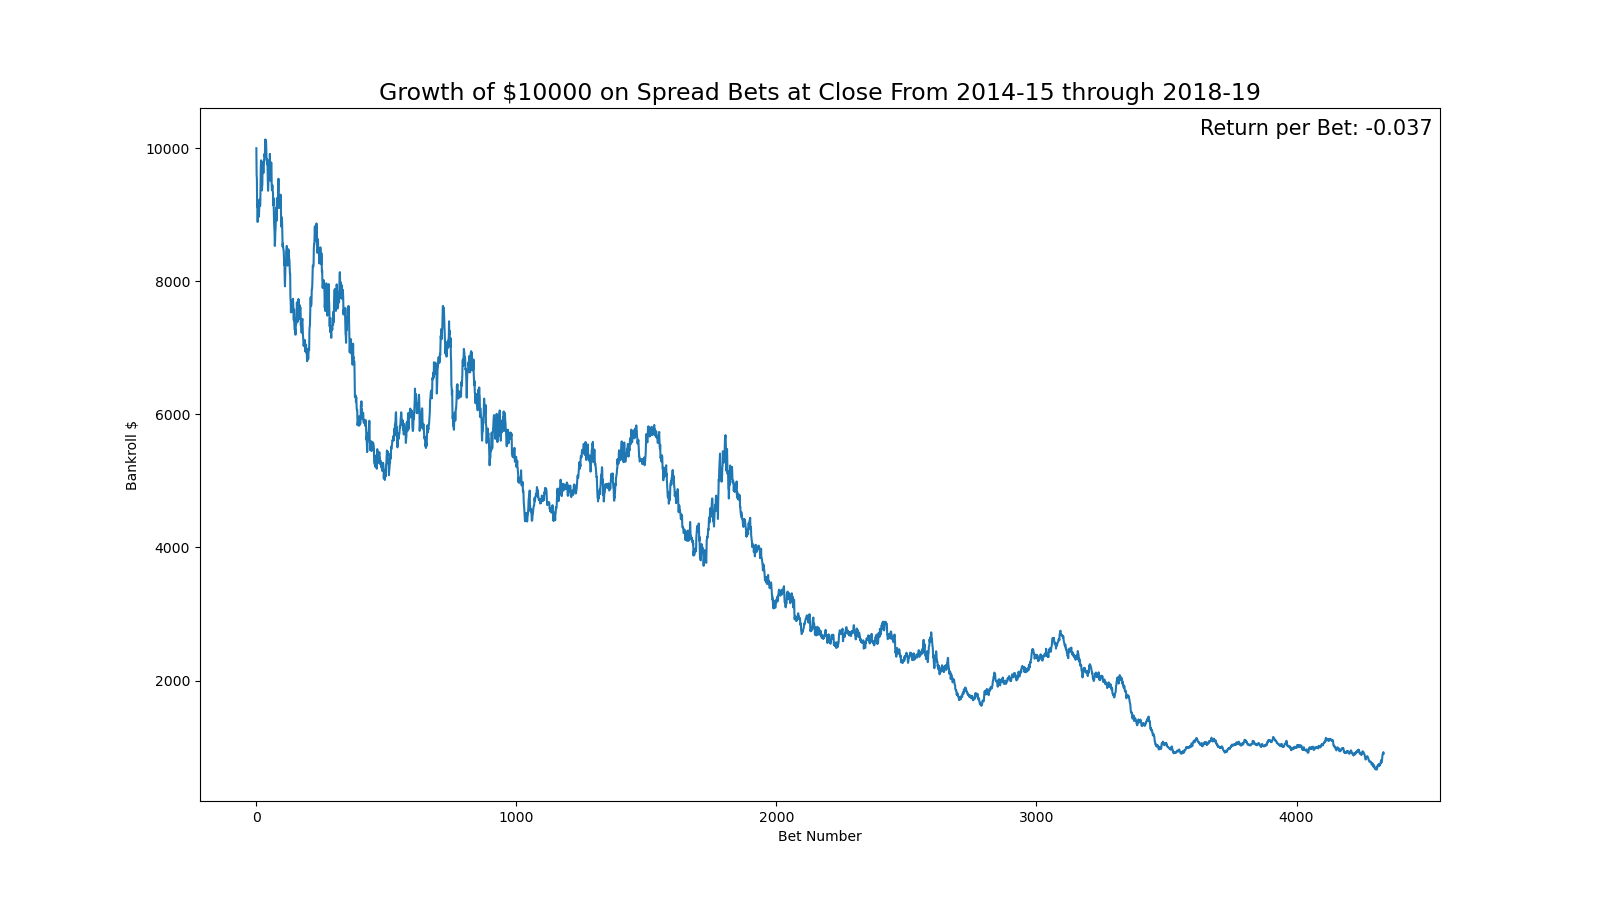 Growth of $10000 on Spread Bets at Close From 2014-15 through 2018-19
Return per Bet: -0.037
10000
8000
6000
4000
2000
Bankroll $
0 1000 2000 3000 4000
Bet Number